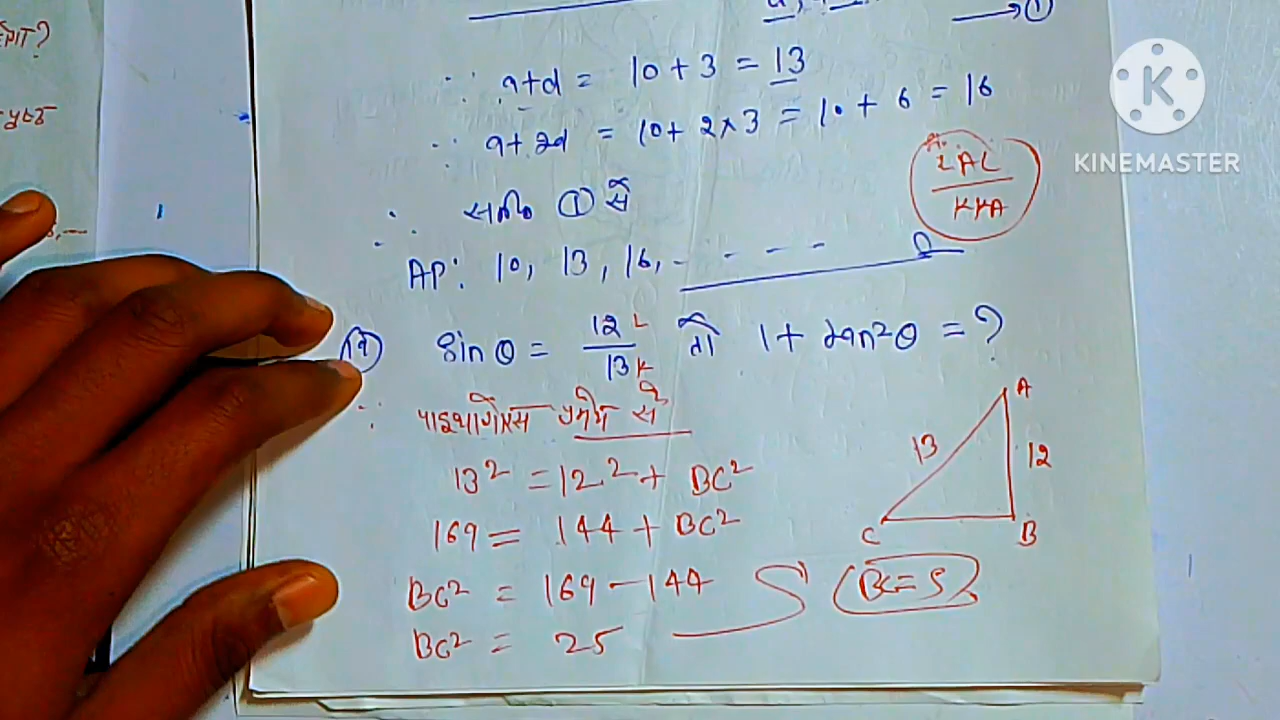 ∵ a+d = 10 + 3 = 13
∵ a+2d = 10 + 2×3 = 10 + 6 = 16
KINEMASTER
LAL
KKA
∴ ① से
AP: 10, 13, 16, - - - -
sin θ = 12/13 तो 1 + tan²θ = ?
L
K
∵ पाइथागोरस प्रमेय से
13² = 12² + BC²
169 = 144 + BC²
BC² = 169 - 144
BC = 5
BC² = 25
A
13
12
C
B